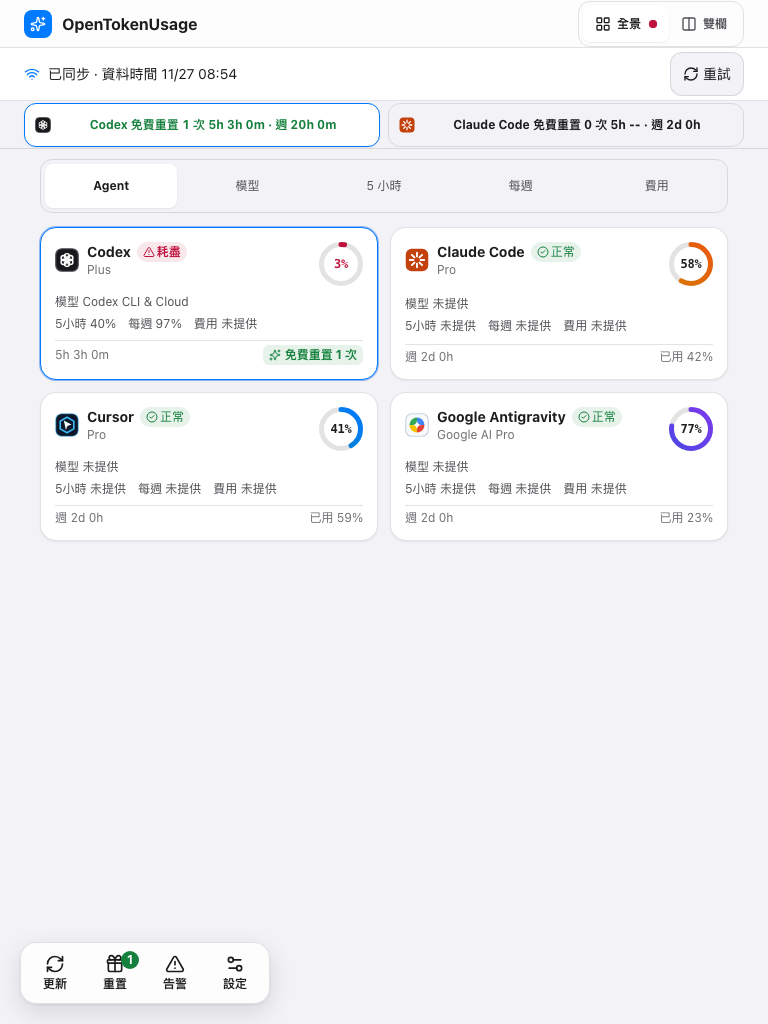 OpenTokenUsage
全景
雙欄
已同步 · 資料時間 11/27 08:54
重試
Codex 免費重置 1 次 5h 3h 0m · 週 20h 0m
Claude Code 免費重置 0 次 5h -- · 週 2d 0h
Agent
模型
5 小時
每週
費用
Codex
耗盡
Plus
3%
模型 Codex CLI & Cloud
5小時 40% 每週 97% 費用 未提供
5h 3h 0m
免費重置 1 次
Claude Code
正常
Pro
58%
模型 未提供
5小時 未提供 每週 未提供 費用 未提供
週 2d 0h
已用 42%
Cursor
正常
Pro
41%
模型 未提供
5小時 未提供 每週 未提供 費用 未提供
週 2d 0h
已用 59%
Google Antigravity
正常
Google AI Pro
77%
模型 未提供
5小時 未提供 每週 未提供 費用 未提供
週 2d 0h
已用 23%
更新
重置
1
告警
設定